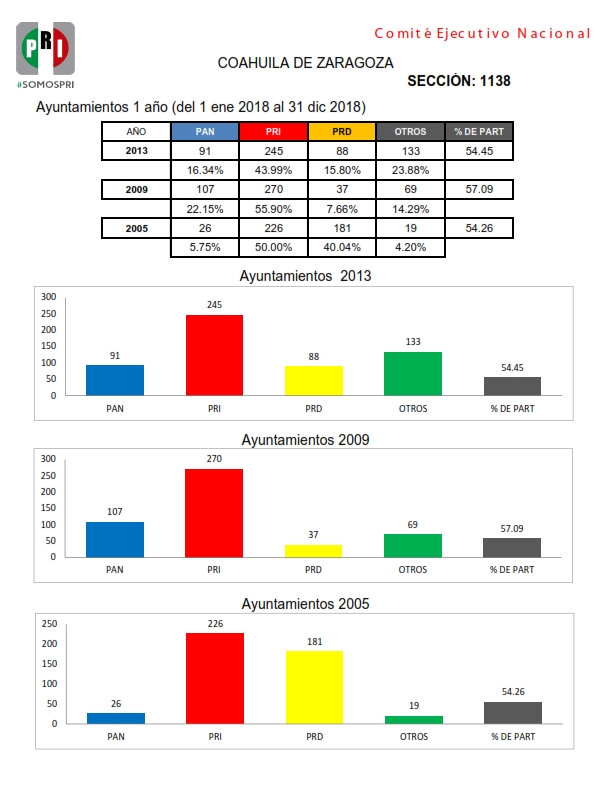 Comité Ejecutivo Nacional
PRI
#SOMOSPRI
COAHUILA DE ZARAGOZA
SECCIÓN: 1138
Ayuntamientos 1 año (del 1 ene 2018 al 31 dic 2018)
AÑO PAN PRI PRD OTROS % DE PART
2013 91 245 88 133 54.45
16.34% 43.99% 15.80% 23.88%
2009 107 270 37 69 57.09
22.15% 55.90% 7.66% 14.29%
2005 26 226 181 19 54.26
5.75% 50.00% 40.04% 4.20%
Ayuntamientos 2013
300
250
200
150
100
50
0
91 245 88 133 54.45
PAN PRI PRD OTROS % DE PART
Ayuntamientos 2009
300
250
200
150
100
50
0
107 270 37 69 57.09
PAN PRI PRD OTROS % DE PART
Ayuntamientos 2005
250
200
150
100
50
0
26 226 181 19 54.26
PAN PRI PRD OTROS % DE PART